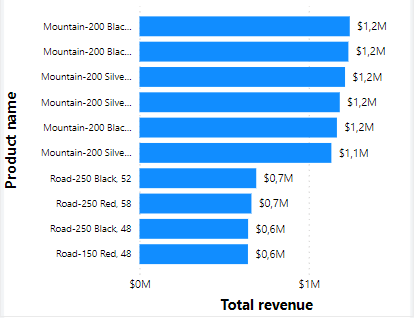 Product name
Mountain-200 Blac... $1,2M
Mountain-200 Blac... $1,2M
Mountain-200 Silve... $1,2M
Mountain-200 Silve... $1,2M
Mountain-200 Blac... $1,2M
Mountain-200 Silve... $1,1M
Road-250 Black, 52 $0,7M
Road-250 Red, 58 $0,7M
Road-250 Black, 48 $0,6M
Road-150 Red, 48 $0,6M
$0M $1M
Total revenue